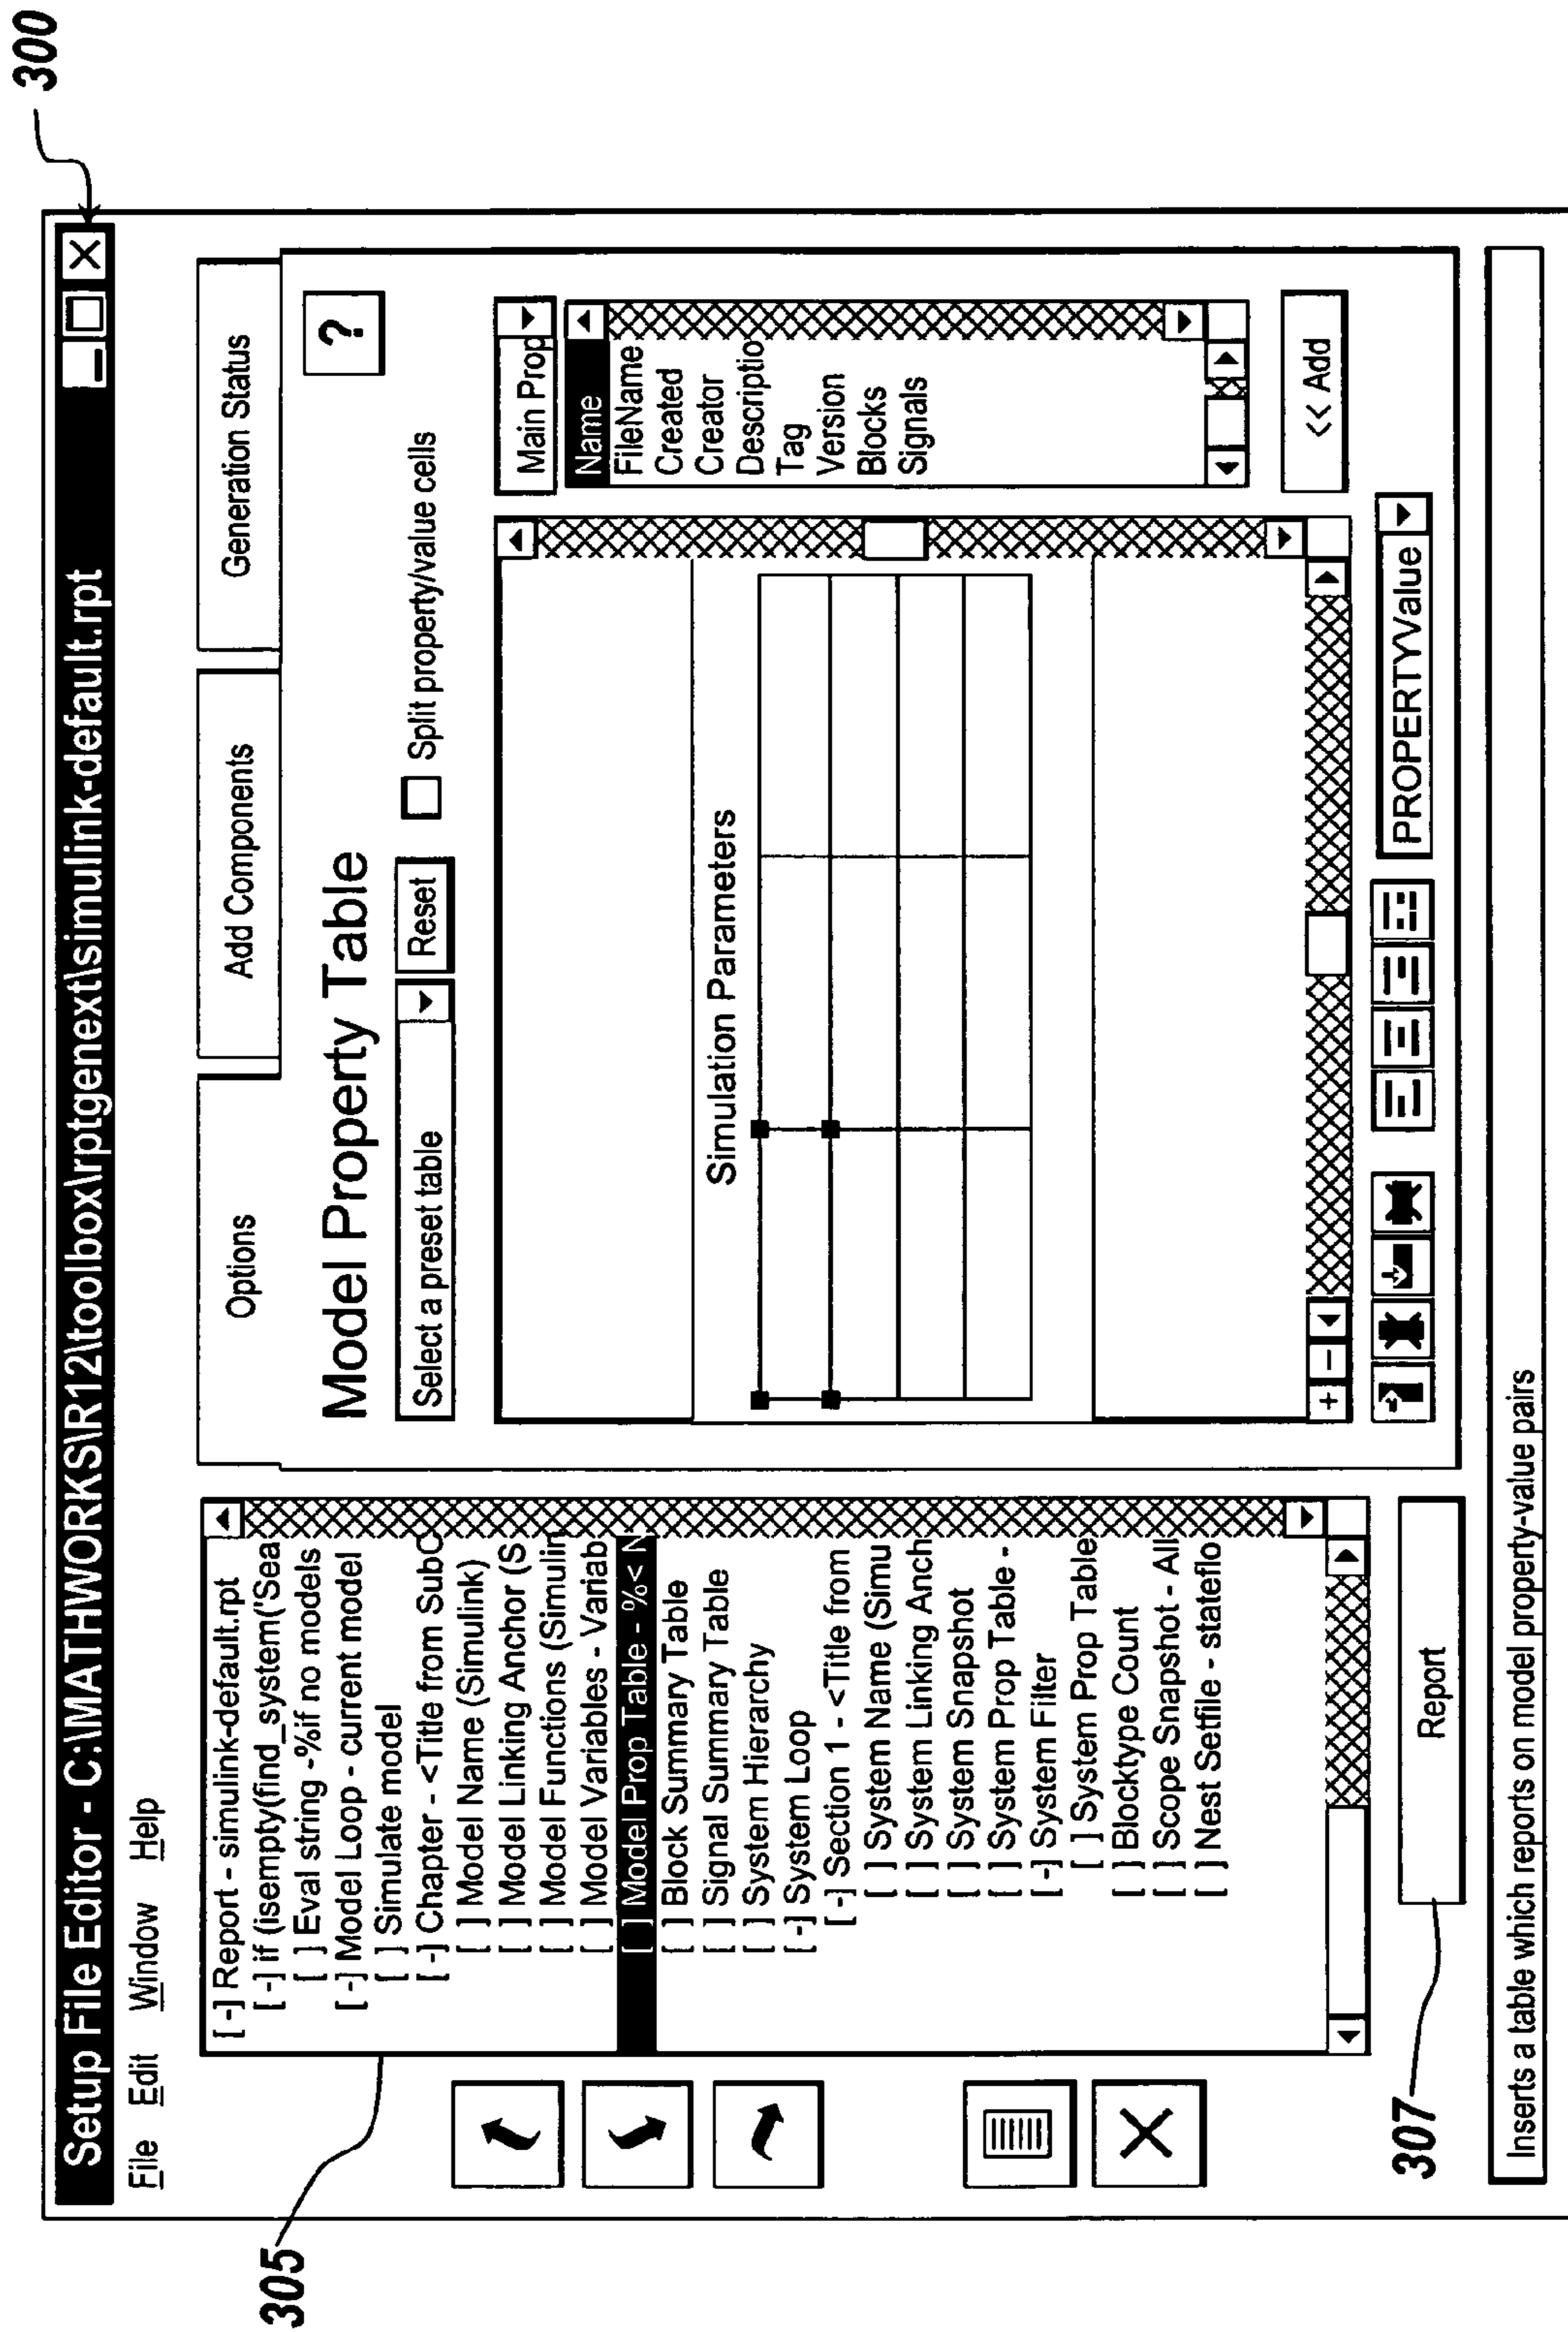 300
Setup File Editor - C:\MATHWORKS\R12\toolbox\rptgenext\simulink-default.rpt
File Edit Window Help
[-] Report - simulink-default.rpt
[-] if (isempty(find_system('Sea
[ ] Eval string -%if no models
[-] Model Loop - current model
[ ] Simulate model
[-] Chapter - <Title from SubC
[ ] Model Name (Simulink)
[ ] Model Linking Anchor (S
[ ] Model Functions (Simulin
[ ] Model Variables - Variab
[ ] Model Prop Table - %< N
[ ] Block Summary Table
[ ] Signal Summary Table
[ ] System Hierarchy
[-] System Loop
[-] Section 1 - <Title from
[ ] System Name (Simu
[ ] System Linking Anch
[ ] System Snapshot
[ ] System Prop Table -
[-] System Filter
[ ] System Prop Table
[ ] Blocktype Count
[ ] Scope Snapshot - All
[ ] Nest Setfile - stateflo
305
Report
307
Options
Add Components
Generation Status
Model Property Table
?
Select a preset table
Reset
Split property/value cells
Simulation Parameters
Main Prop
Name
FileName
Created
Creator
Descriptio
Tag
Version
Blocks
Signals
<< Add
+ -
PROPERTYValue
Inserts a table which reports on model property-value pairs